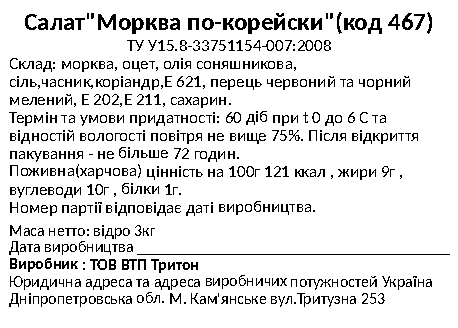 Салат"Морква по-корейски"(код 467)
ТУ У15.8-33751154-007:2008
Склад: морква, оцет, олія соняшникова,
сіль,часник,коріандр,Е 621, перець червоний та чорний
мелений, Е 202,Е 211, сахарин.
Термін та умови придатності: 60 діб при t 0 до 6 С та
відностій вологості повітря не вище 75%. Після відкриття
пакування - не більше 72 годин.
Поживна(харчова) цінність на 100г 121 ккал , жири 9г ,
вуглеводи 10г , білки 1г.
Номер партії відповідає даті виробництва.
Маса нетто: відро 3кг
Дата виробництва
Виробник : ТОВ ВТП Тритон
Юридична адреса та адреса виробничих потужностей Україна
Дніпропетровська обл. М. Кам'янське вул.Тритузна 253